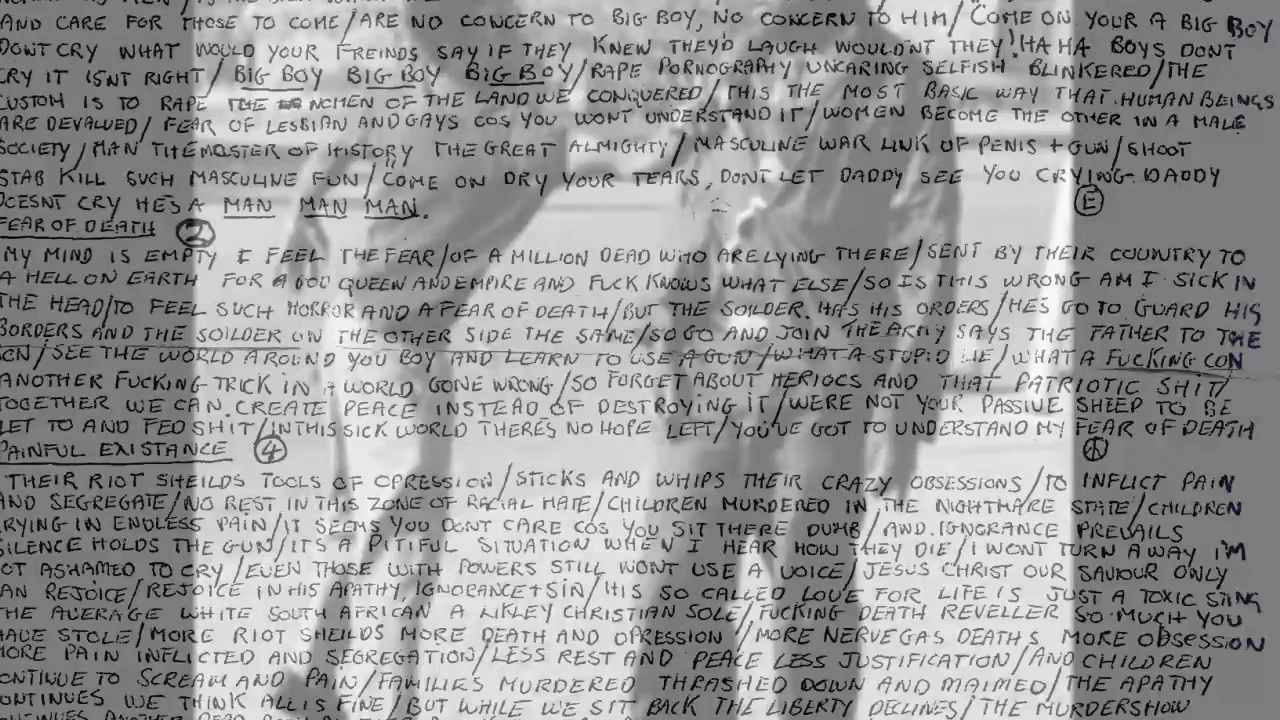 AND CARE FOR THOSE TO COME/ARE NO CONCERN TO BIG BOY, NO CONCERN TO HIM/COME ON YOUR A BIG BOY
DONT CRY WHAT WOULD YOUR FREINDS SAY IF THEY KNEW THEY'D LAUGH WOULDN'T THEY! HA HA BOYS DONT
CRY IT ISNT RIGHT/BIG BOY BIG BOY BIG BOY/RAPE PORNOGRAPHY UNCARING SELFISH BLINKERED/THE
CUSTOM IS TO RAPE THE WOMEN OF THE LAND WE CONQUERED/THIS THE MOST BASIC WAY THAT HUMAN BEINGS
ARE DEVALUED/FEAR OF LESBIAN AND GAYS COS YOU WONT UNDERSTAND IT/WOMEN BECOME THE OTHER IN A MALE
SOCIETY/MAN THE MASTER OF HISTORY THE GREAT ALMIGHTY/MASCULINE WAR LINK OF PENIS + GUN/SHOOT
STAB KILL SUCH MASCULINE FUN/"COME ON DRY YOUR TEARS, DONT LET DADDY SEE YOU CRYING. DADDY
DOESNT CRY HE'S A MAN MAN MAN. E
FEAR OF DEATH 2
MY MIND IS EMPTY I FEEL THE FEAR/OF A MILLION DEAD WHO ARE LYING THERE/SENT BY THEIR COUNTRY TO
A HELL ON EARTH FOR A GOD QUEEN AND EMPIRE AND FUCK KNOWS WHAT ELSE/SO IS THIS WRONG AM I SICK IN
THE HEAD/TO FEEL SUCH HORROR AND A FEAR OF DEATH/BUT THE SOILDER HAS HIS ORDERS/HE'S GO TO GUARD HIS
BORDERS AND THE SOILDER ON THE OTHER SIDE THE SAME/SO GO AND JOIN THE ARMY SAYS THE FATHER TO THE
SON/SEE THE WORLD AROUND YOU BOY AND LEARN TO USE A GUN/WHAT A STUPID LIE/WHAT A FUCKING CON
ANOTHER FUCKING TRICK IN A WORLD GONE WRONG/SO FORGET ABOUT HERIOCS AND THAT PATRIOTIC SHIT/
TOGETHER WE CAN CREATE PEACE INSTEAD OF DESTROYING IT/WERE NOT YOUR PASSIVE SHEEP TO BE
LET TO AND FED SHIT/IN THIS SICK WORLD THERE'S NO HOPE LEFT/YOU'VE GOT TO UNDERSTAND MY FEAR OF DEATH
PAINFUL EXISTANCE 4
THEIR RIOT SHEILDS TOOLS OF OPRESSION/STICKS AND WHIPS THEIR CRAZY OBSESSIONS/TO INFLICT PAIN
AND SEGREGATE/NO REST IN THIS ZONE OF RACIAL HATE/CHILDREN MURDERED IN THE NIGHTMARE STATE/CHILDREN
CRYING IN ENDLESS PAIN/IT SEEMS YOU DONT CARE COS YOU SIT THERE DUMB/AND IGNORANCE PREVAILS
SILENCE HOLDS THE GUN/ITS A PITIFUL SITUATION WHEN I HEAR HOW THEY DIE/I WONT TURN AWAY I'M
NOT ASHAMED TO CRY/EVEN THOSE WITH POWERS STILL WONT USE A VOICE/JESUS CHRIST OUR SAVIOUR ONLY
CAN REJOICE/REJOICE IN HIS APATHY, IGNORANCE + SIN/HIS SO CALLED LOVE FOR LIFE IS JUST A TOXIC STING
THE AVERAGE WHITE SOUTH AFRICAN A LIKLEY CHRISTIAN SOLE/FUCKING DEATH REVELLER SO MUCH YOU
HAVE STOLE/MORE RIOT SHEILDS MORE DEATH AND OPRESSION/MORE NERVE GAS DEATHS, MORE OBSESSION
MORE PAIN INFLICTED AND SEGREGATION/LESS REST AND PEACE LESS JUSTIFICATION/AND CHILDREN
CONTINUE TO SCREAM AND PAIN/FAMILIES MURDERED THRASHED DOWN AND MAIMED/THE APATHY
CONTINUES WE THINK ALL IS FINE/BUT WHILE WE SIT BACK THE LIBERTY DECLINES/THE MURDERSHOW